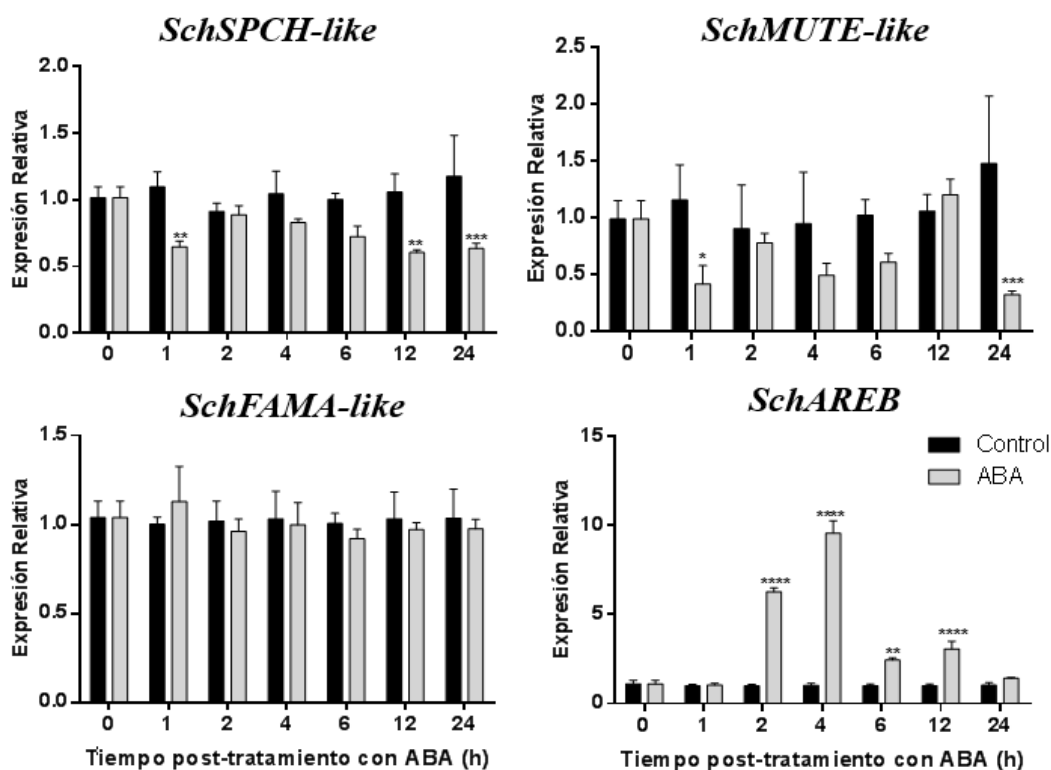 SchSPCH-like
Expresión Relativa
2.0
1.5
1.0
0.5
0.0
**
**
***
0 1 2 4 6 12 24
SchMUTE-like
Expresión Relativa
2.5
2.0
1.5
1.0
0.5
0.0
*
***
0 1 2 4 6 12 24
SchFAMA-like
Expresión Relativa
1.5
1.0
0.5
0.0
0 1 2 4 6 12 24
Tiempo post-tratamiento con ABA (h)
SchAREB
Expresión Relativa
15
10
5
0
****
****
**
****
Control
ABA
0 1 2 4 6 12 24
Tiempo post-tratamiento con ABA (h)